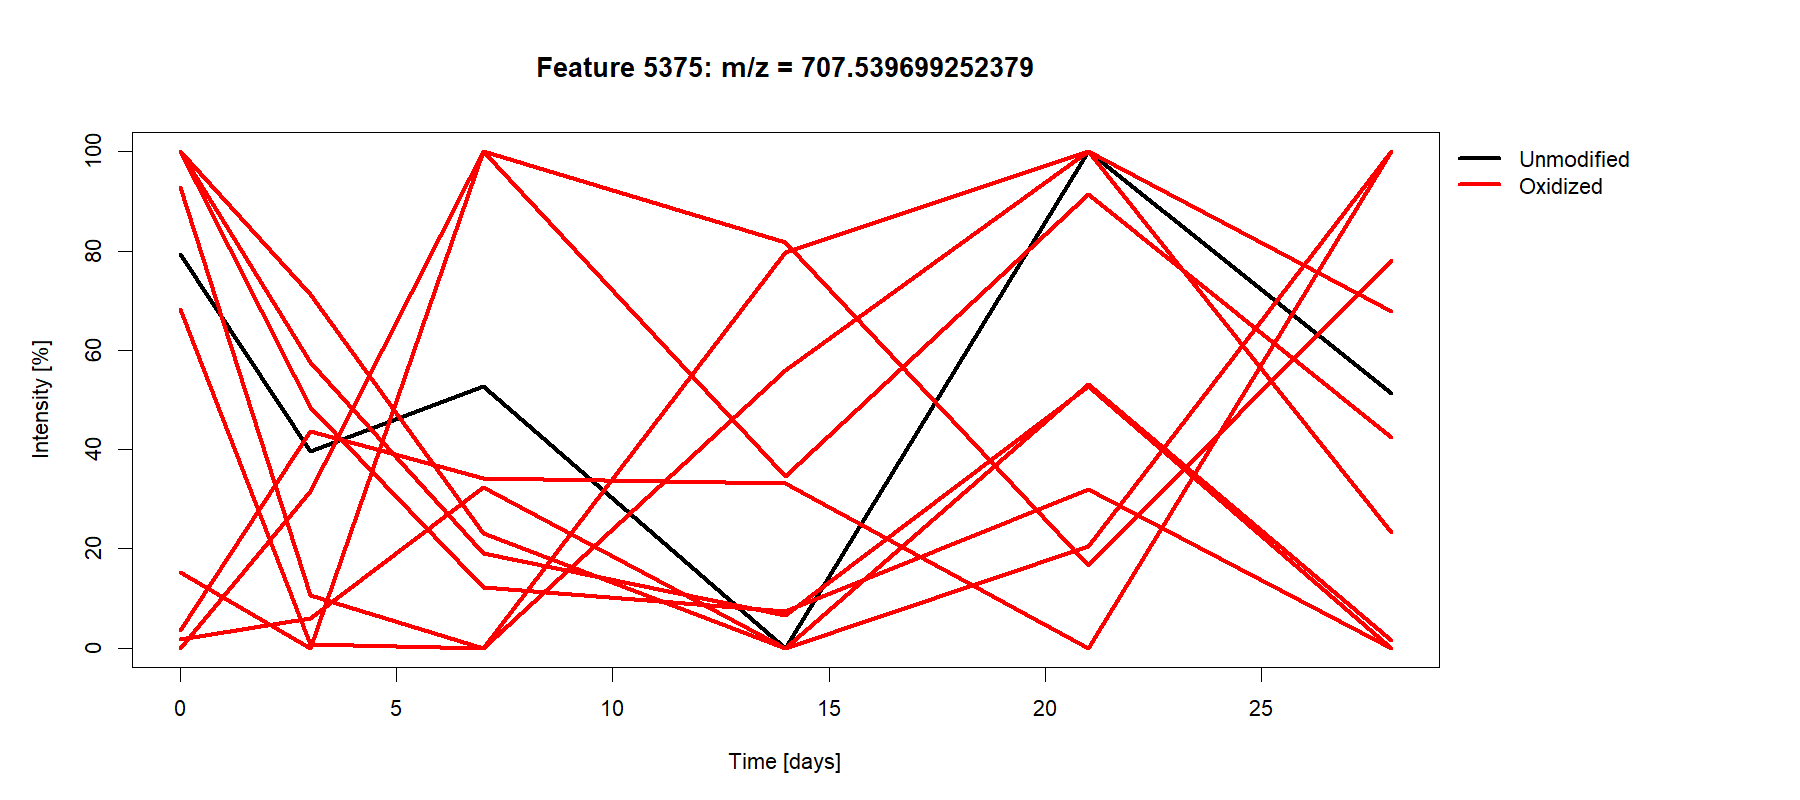 Feature 5375: m/z = 707.539699252379
Unmodified
Oxidized
Intensity [%]
100
80
60
40
20
0
0 5 10 15 20 25
Time [days]